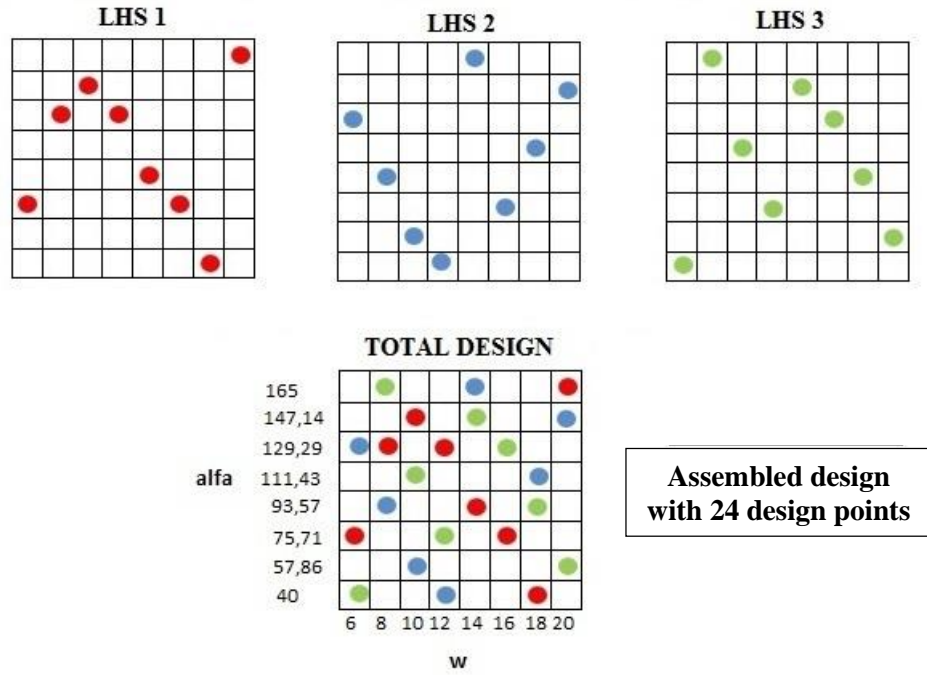 LHS 1
LHS 2
LHS 3
TOTAL DESIGN
165
147,14
129,29
alfa
111,43
93,57
75,71
57,86
40
6 8 10 12 14 16 18 20
w
Assembled design
with 24 design points